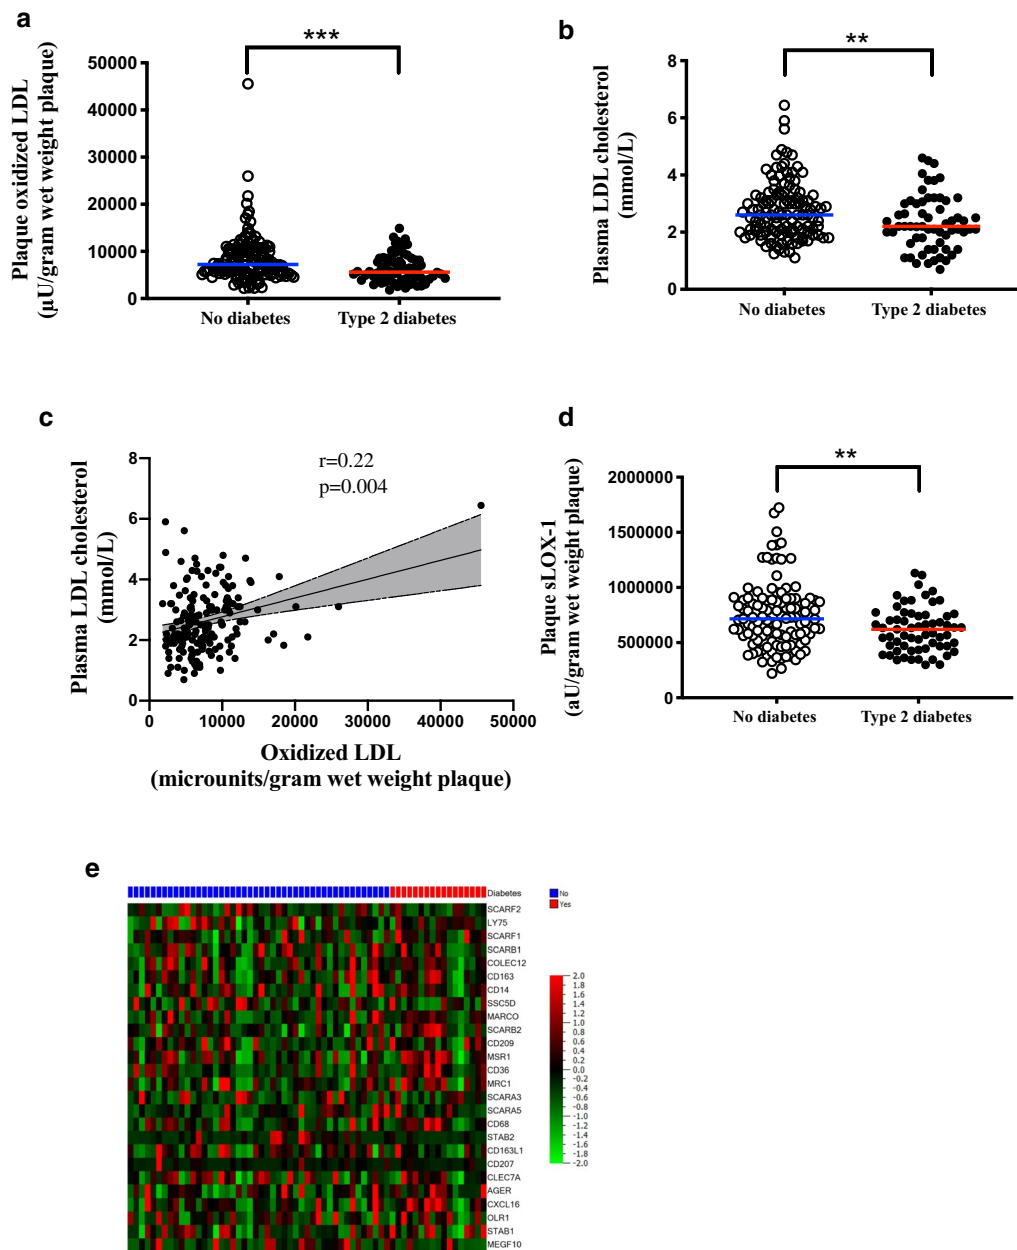 a
***
Plaque oxidized LDL
(µU/gram wet weight plaque)
50000
40000
30000
20000
10000
0
No diabetes
Type 2 diabetes
b
**
Plasma LDL cholesterol
(mmol/L)
8
6
4
2
0
No diabetes
Type 2 diabetes
c
r=0.22
p=0.004
Plasma LDL cholesterol
(mmol/L)
8
6
4
2
0
0 10000 20000 30000 40000 50000
Oxidized LDL
(microunits/gram wet weight plaque)
d
**
Plaque sLOX-1
(aU/gram wet weight plaque)
2000000
1500000
1000000
500000
0
No diabetes
Type 2 diabetes
e
Diabetes
No
Yes
SCARF2
LY75
SCARF1
SCARB1
COLEC12
CD163
CD14
SSC5D
MARCO
SCARB2
CD209
MSR1
CD36
MRC1
SCARA3
SCARA5
CD68
STAB2
CD163L1
CD207
CLEC7A
AGER
CXCL16
OLR1
STAB1
MEGF10
2.0
1.8
1.6
1.4
1.2
1.0
0.8
0.6
0.4
0.2
0.0
-0.2
-0.4
-0.6
-0.8
-1.0
-1.2
-1.4
-1.6
-1.8
-2.0